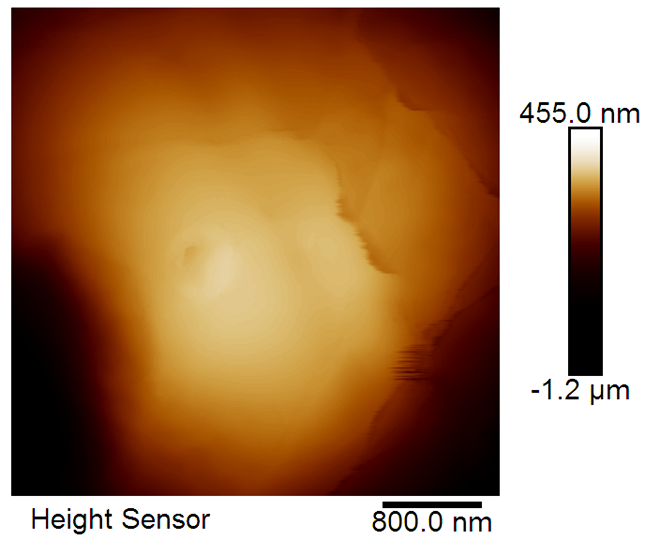 455.0 nm
-1.2 µm
Height Sensor
800.0 nm